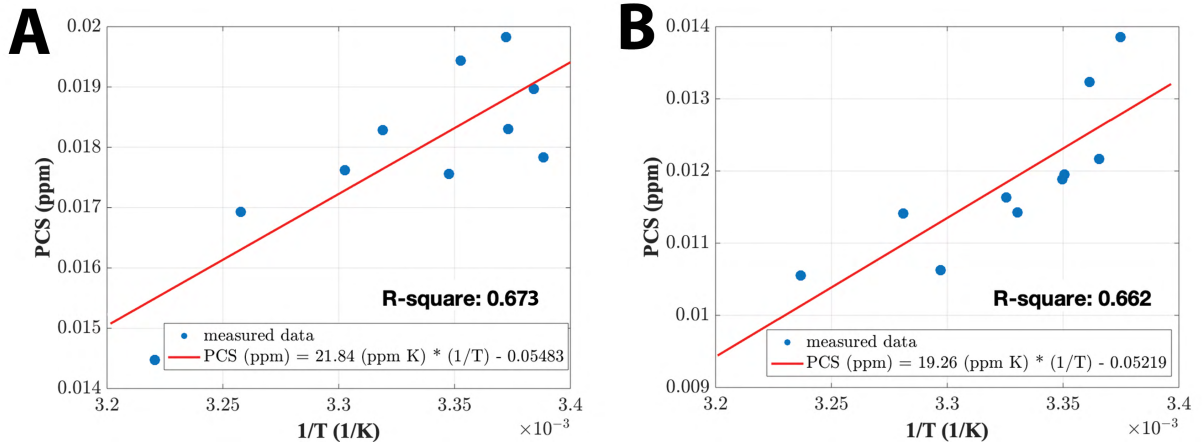 A
0.02
0.019
0.018
0.017
0.016
0.015
0.014
PCS (ppm)
R-square: 0.673
measured data
PCS (ppm) = 21.84 (ppm K) * (1/T) - 0.05483
3.2
3.25
3.3
3.35
3.4
×10⁻³
1/T (1/K)
B
0.014
0.013
0.012
0.011
0.01
0.009
PCS (ppm)
R-square: 0.662
measured data
PCS (ppm) = 19.26 (ppm K) * (1/T) - 0.05219
3.2
3.25
3.3
3.35
3.4
×10⁻³
1/T (1/K)